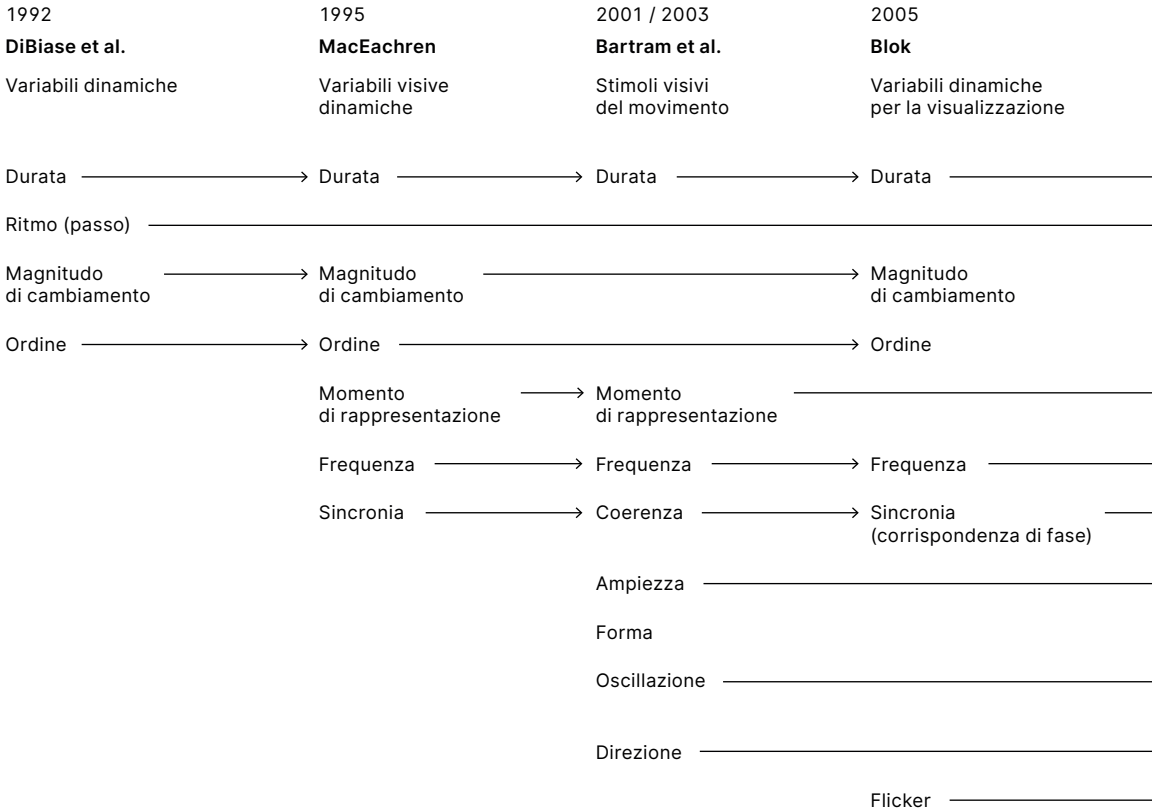 1992
1995
2001 / 2003
2005
DiBiase et al.
MacEachren
Bartram et al.
Blok
Variabili dinamiche
Variabili visive
dinamiche
Stimoli visivi
del movimento
Variabili dinamiche
per la visualizzazione
Durata
Durata
Durata
Durata
Ritmo (passo)
Magnitudo
di cambiamento
Magnitudo
di cambiamento
Magnitudo
di cambiamento
Ordine
Ordine
Ordine
Momento
di rappresentazione
Momento
di rappresentazione
Frequenza
Frequenza
Frequenza
Sincronia
Coerenza
Sincronia
(corrispondenza di fase)
Ampiezza
Forma
Oscillazione
Direzione
Flicker